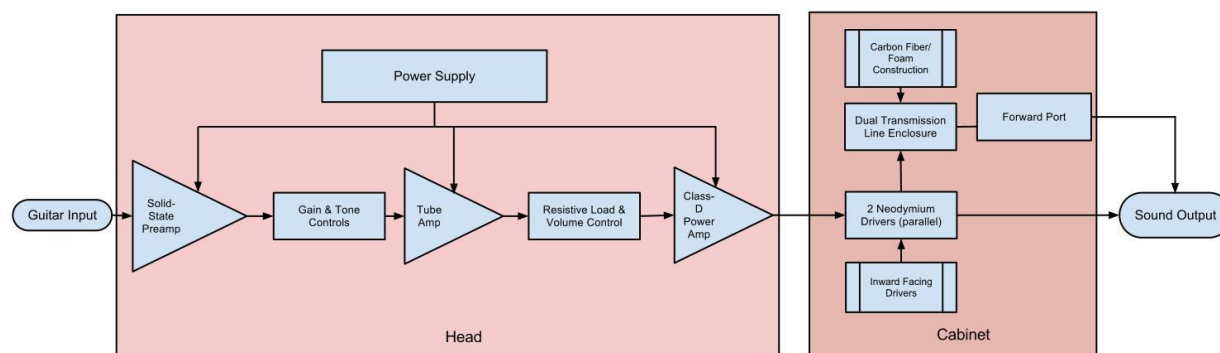 Power Supply
Guitar Input
Solid-
State
Preamp
Gain & Tone
Controls
Tube
Amp
Resistive Load &
Volume Control
Class-
D
Power
Amp
Head
Carbon Fiber/
Foam
Construction
Dual Transmission
Line Enclosure
Forward Port
2 Neodymium
Drivers (parallel)
Inward Facing
Drivers
Cabinet
Sound Output